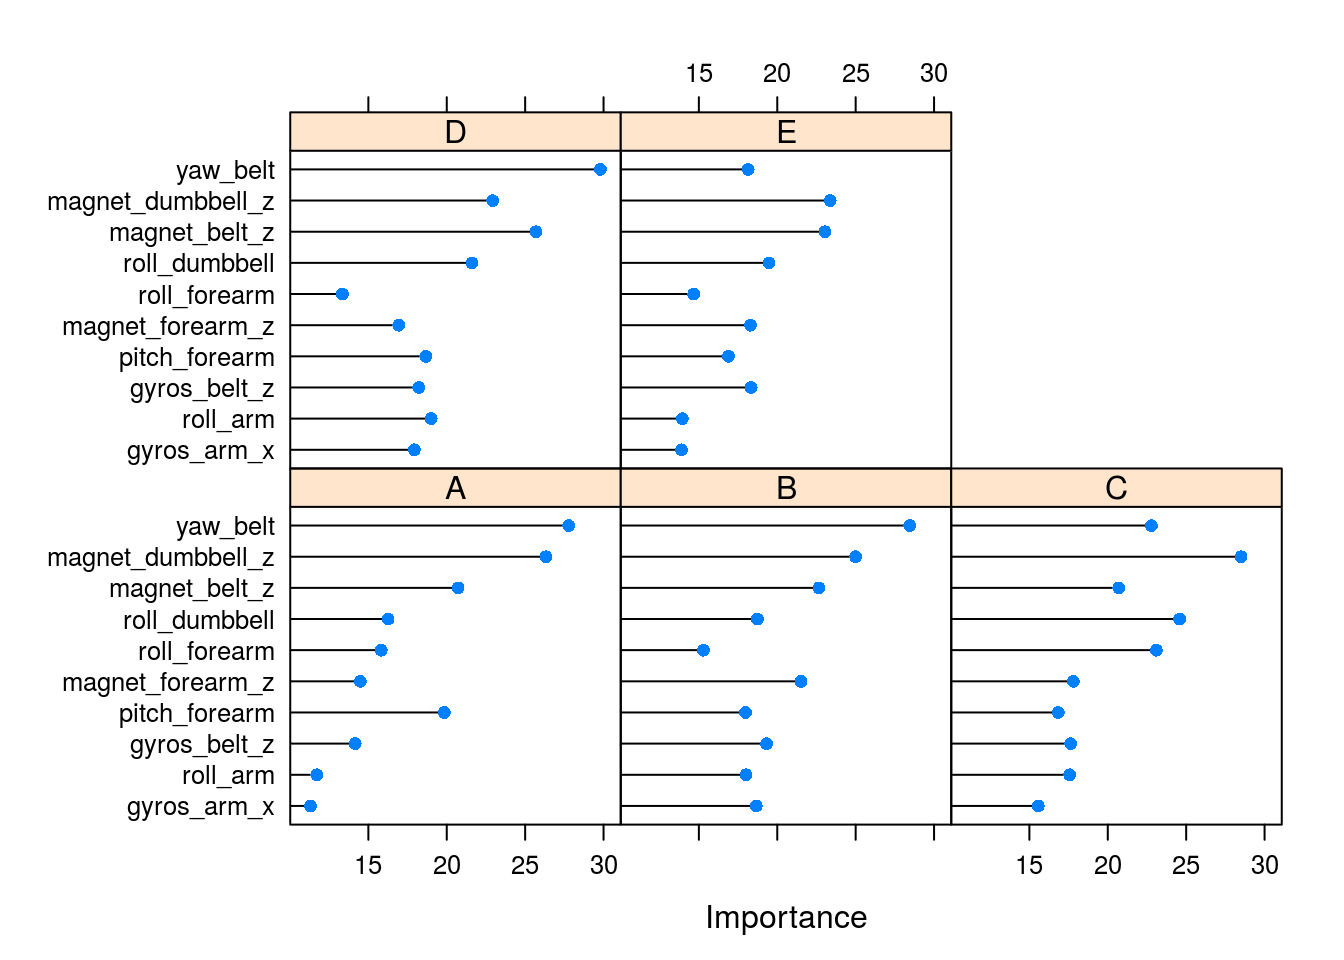 15 20 25 30
D E
yaw_belt
magnet_dumbbell_z
magnet_belt_z
roll_dumbbell
roll_forearm
magnet_forearm_z
pitch_forearm
gyros_belt_z
roll_arm
gyros_arm_x
A B C
yaw_belt
magnet_dumbbell_z
magnet_belt_z
roll_dumbbell
roll_forearm
magnet_forearm_z
pitch_forearm
gyros_belt_z
roll_arm
gyros_arm_x
15 20 25 30 15 20 25 30
Importance